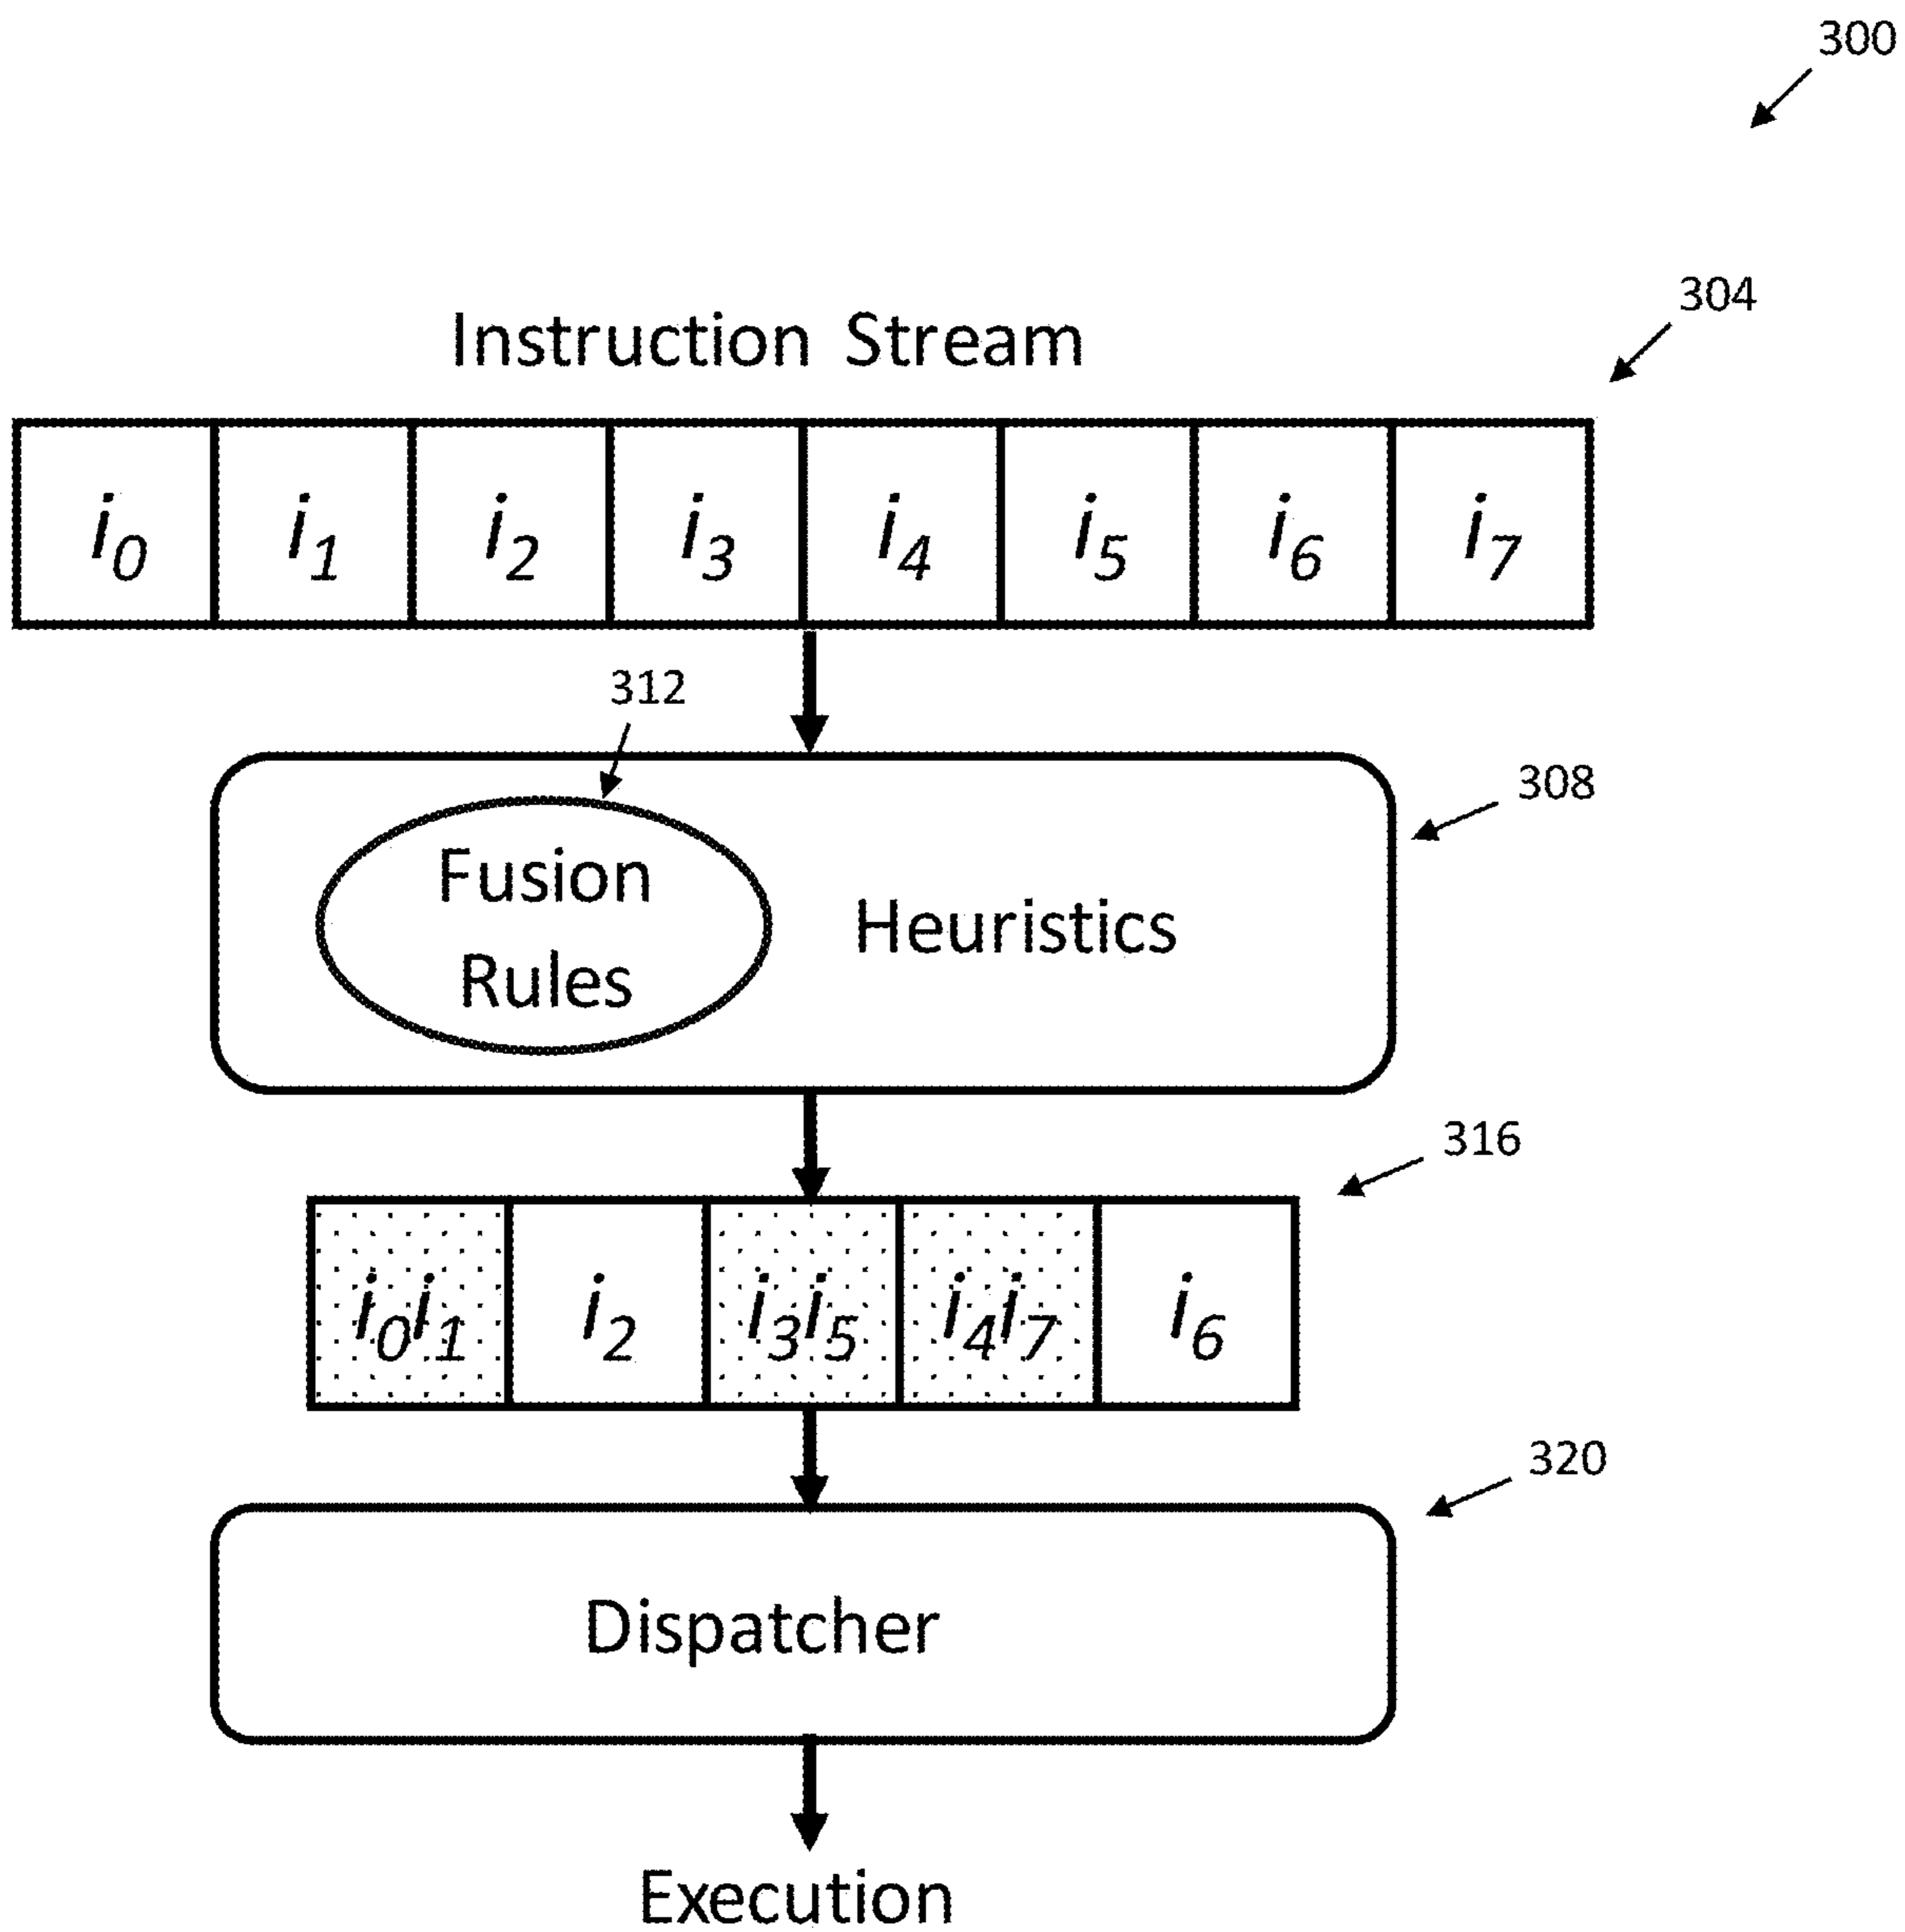 300
304
Instruction Stream
i0 i1 i2 i3 i4 i5 i6 i7
312
308
Fusion
Rules
Heuristics
316
i0i1 i2 i3i5 i4i7 i6
320
Dispatcher
Execution